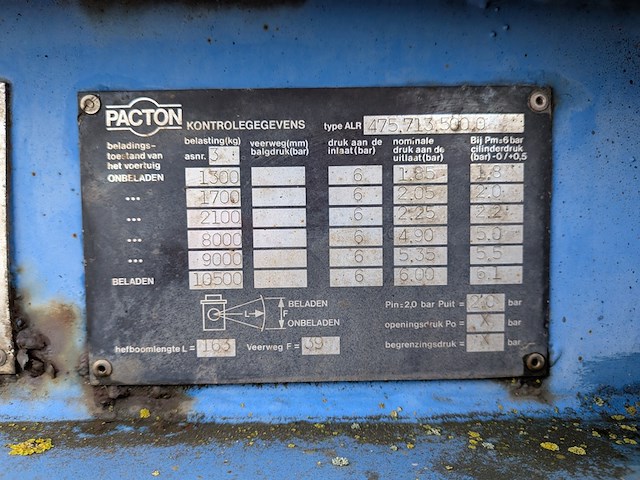 PACTON KONTROLEGEGEVENS type ALR 475.713.500.0
beladings-
toestand van
het voertuig
belasting(kg)
asnr. 3
veerweg(mm)
balgdruk(bar)
druk aan de
inlaat(bar)
nominale
druk aan de
uitlaat(bar)
Bij Pm=6bar
cilinderdruk
(bar) -0/+0,5
ONBELADEN 1300 6 1.85 1.8
,,, 1700 6 2.05 2.0
,,, 2100 6 2.25 2.2
,,, 8000 6 4.90 5.0
,,, 9000 6 5.35 5.5
BELADEN 10500 6 6.00 6.1
BELADEN
L F
ONBELADEN
Pin=2,0 bar Puit = 2.0 bar
openingsdruk Po = X bar
begrenzingsdruk = X bar
hefboomlengte L = 163 Veerweg F = 39